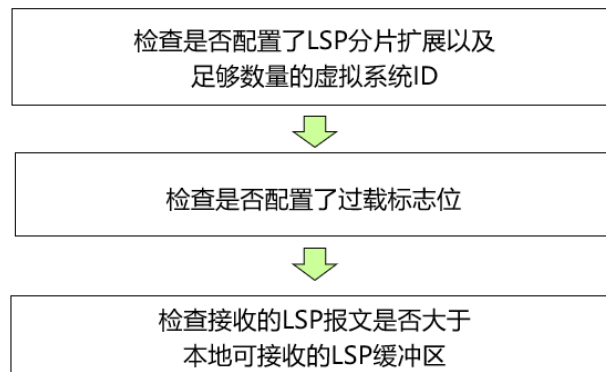 检查是否配置了LSP分片扩展以及
足够数量的虚拟系统ID
检查是否配置了过载标志位
检查接收的LSP报文是否大于
本地可接收的LSP缓冲区